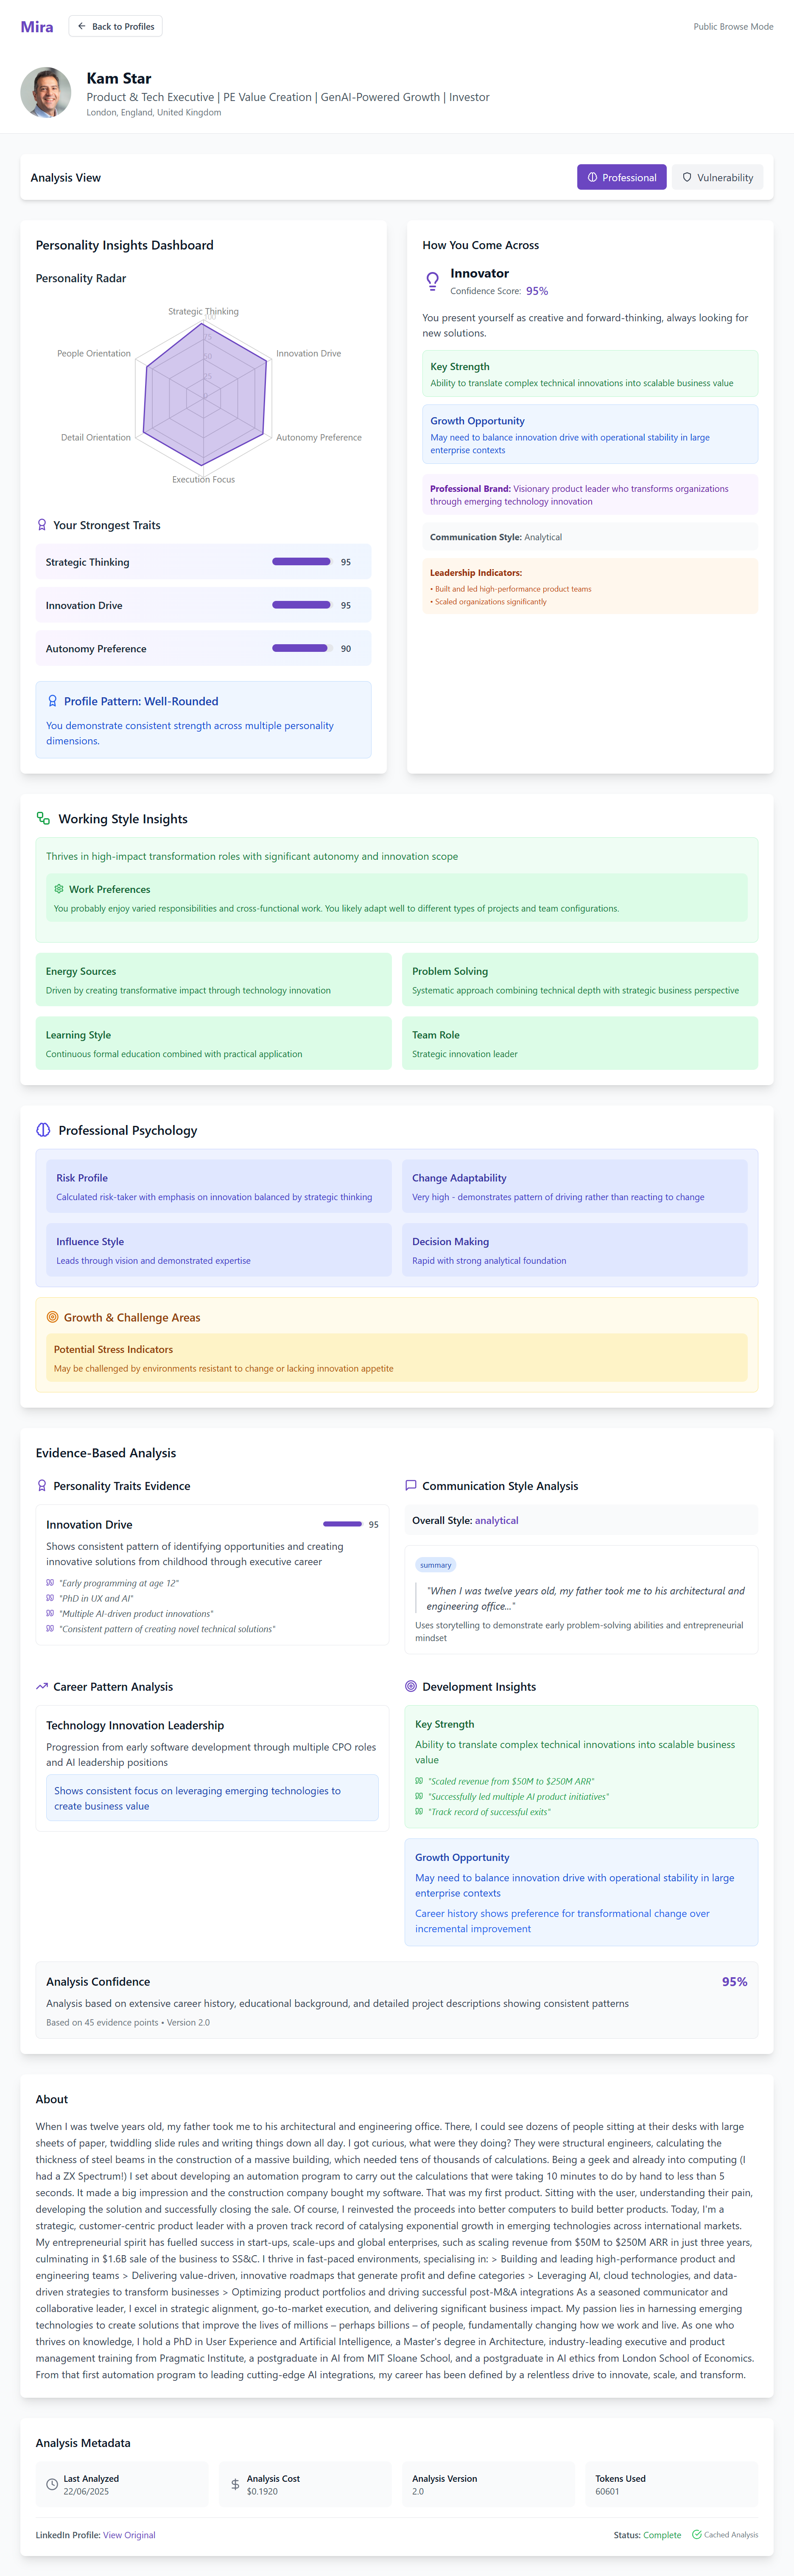 Mira
Back to Profiles
Public Browse Mode
Kam Star
Product & Tech Executive | PE Value Creation | GenAI-Powered Growth | Investor
London, England, United Kingdom
Analysis View
Professional
Vulnerability
Personality Insights Dashboard
Personality Radar
Strategic Thinking
100
75
50
25
0
People Orientation
Innovation Drive
Detail Orientation
Autonomy Preference
Execution Focus
Your Strongest Traits
Strategic Thinking 95
Innovation Drive 95
Autonomy Preference 90
Profile Pattern: Well-Rounded
You demonstrate consistent strength across multiple personality
dimensions.
How You Come Across
Innovator
Confidence Score: 95%
You present yourself as creative and forward-thinking, always looking for
new solutions.
Key Strength
Ability to translate complex technical innovations into scalable business value
Growth Opportunity
May need to balance innovation drive with operational stability in large
enterprise contexts
Professional Brand: Visionary product leader who transforms organizations
through emerging technology innovation
Communication Style: Analytical
Leadership Indicators:
• Built and led high-performance product teams
• Scaled organizations significantly
Working Style Insights
Thrives in high-impact transformation roles with significant autonomy and innovation scope
Work Preferences
You probably enjoy varied responsibilities and cross-functional work. You likely adapt well to different types of projects and team configurations.
Energy Sources
Driven by creating transformative impact through technology innovation
Problem Solving
Systematic approach combining technical depth with strategic business perspective
Learning Style
Continuous formal education combined with practical application
Team Role
Strategic innovation leader
Professional Psychology
Risk Profile
Calculated risk-taker with emphasis on innovation balanced by strategic thinking
Change Adaptability
Very high - demonstrates pattern of driving rather than reacting to change
Influence Style
Leads through vision and demonstrated expertise
Decision Making
Rapid with strong analytical foundation
Growth & Challenge Areas
Potential Stress Indicators
May be challenged by environments resistant to change or lacking innovation appetite
Evidence-Based Analysis
Personality Traits Evidence
Innovation Drive 95
Shows consistent pattern of identifying opportunities and creating
innovative solutions from childhood through executive career
"Early programming at age 12"
"PhD in UX and AI"
"Multiple AI-driven product innovations"
"Consistent pattern of creating novel technical solutions"
Communication Style Analysis
Overall Style: analytical
summary
"When I was twelve years old, my father took me to his architectural and
engineering office..."
Uses storytelling to demonstrate early problem-solving abilities and entrepreneurial
mindset
Career Pattern Analysis
Technology Innovation Leadership
Progression from early software development through multiple CPO roles
and AI leadership positions
Shows consistent focus on leveraging emerging technologies to
create business value
Development Insights
Key Strength
Ability to translate complex technical innovations into scalable business
value
"Scaled revenue from $50M to $250M ARR"
"Successfully led multiple AI product initiatives"
"Track record of successful exits"
Growth Opportunity
May need to balance innovation drive with operational stability in large
enterprise contexts
Career history shows preference for transformational change over
incremental improvement
Analysis Confidence 95%
Analysis based on extensive career history, educational background, and detailed project descriptions showing consistent patterns
Based on 45 evidence points • Version 2.0
About
When I was twelve years old, my father took me to his architectural and engineering office. There, I could see dozens of people sitting at their desks with large
sheets of paper, twiddling slide rules and writing things down all day. I got curious, what were they doing? They were structural engineers, calculating the
thickness of steel beams in the construction of a massive building, which needed tens of thousands of calculations. Being a geek and already into computing (I
had a ZX Spectrum!) I set about developing an automation program to carry out the calculations that were taking 10 minutes to do by hand to less than 5
seconds. It made a big impression and the construction company bought my software. That was my first product. Sitting with the user, understanding their pain,
developing the solution and successfully closing the sale. Of course, I reinvested the proceeds into better computers to build better products. Today, I'm a
strategic, customer-centric product leader with a proven track record of catalysing exponential growth in emerging technologies across international markets.
My entrepreneurial spirit has fuelled success in start-ups, scale-ups and global enterprises, such as scaling revenue from $50M to $250M ARR in just three years,
culminating in $1.6B sale of the business to SS&C. I thrive in fast-paced environments, specialising in: > Building and leading high-performance product and
engineering teams > Delivering value-driven, innovative roadmaps that generate profit and define categories > Leveraging AI, cloud technologies, and data-
driven strategies to transform businesses > Optimizing product portfolios and driving successful post-M&A integrations As a seasoned communicator and
collaborative leader, I excel in strategic alignment, go-to-market execution, and delivering significant business impact. My passion lies in harnessing emerging
technologies to create solutions that improve the lives of millions – perhaps billions – of people, fundamentally changing how we work and live. As one who
thrives on knowledge, I hold a PhD in User Experience and Artificial Intelligence, a Master's degree in Architecture, industry-leading executive and product
management training from Pragmatic Institute, a postgraduate in AI from MIT Sloane School, and a postgraduate in AI ethics from London School of Economics.
From that first automation program to leading cutting-edge AI integrations, my career has been defined by a relentless drive to innovate, scale, and transform.
Analysis Metadata
Last Analyzed
22/06/2025
Analysis Cost
$0.1920
Analysis Version
2.0
Tokens Used
60601
LinkedIn Profile: View Original
Status: Complete
Cached Analysis